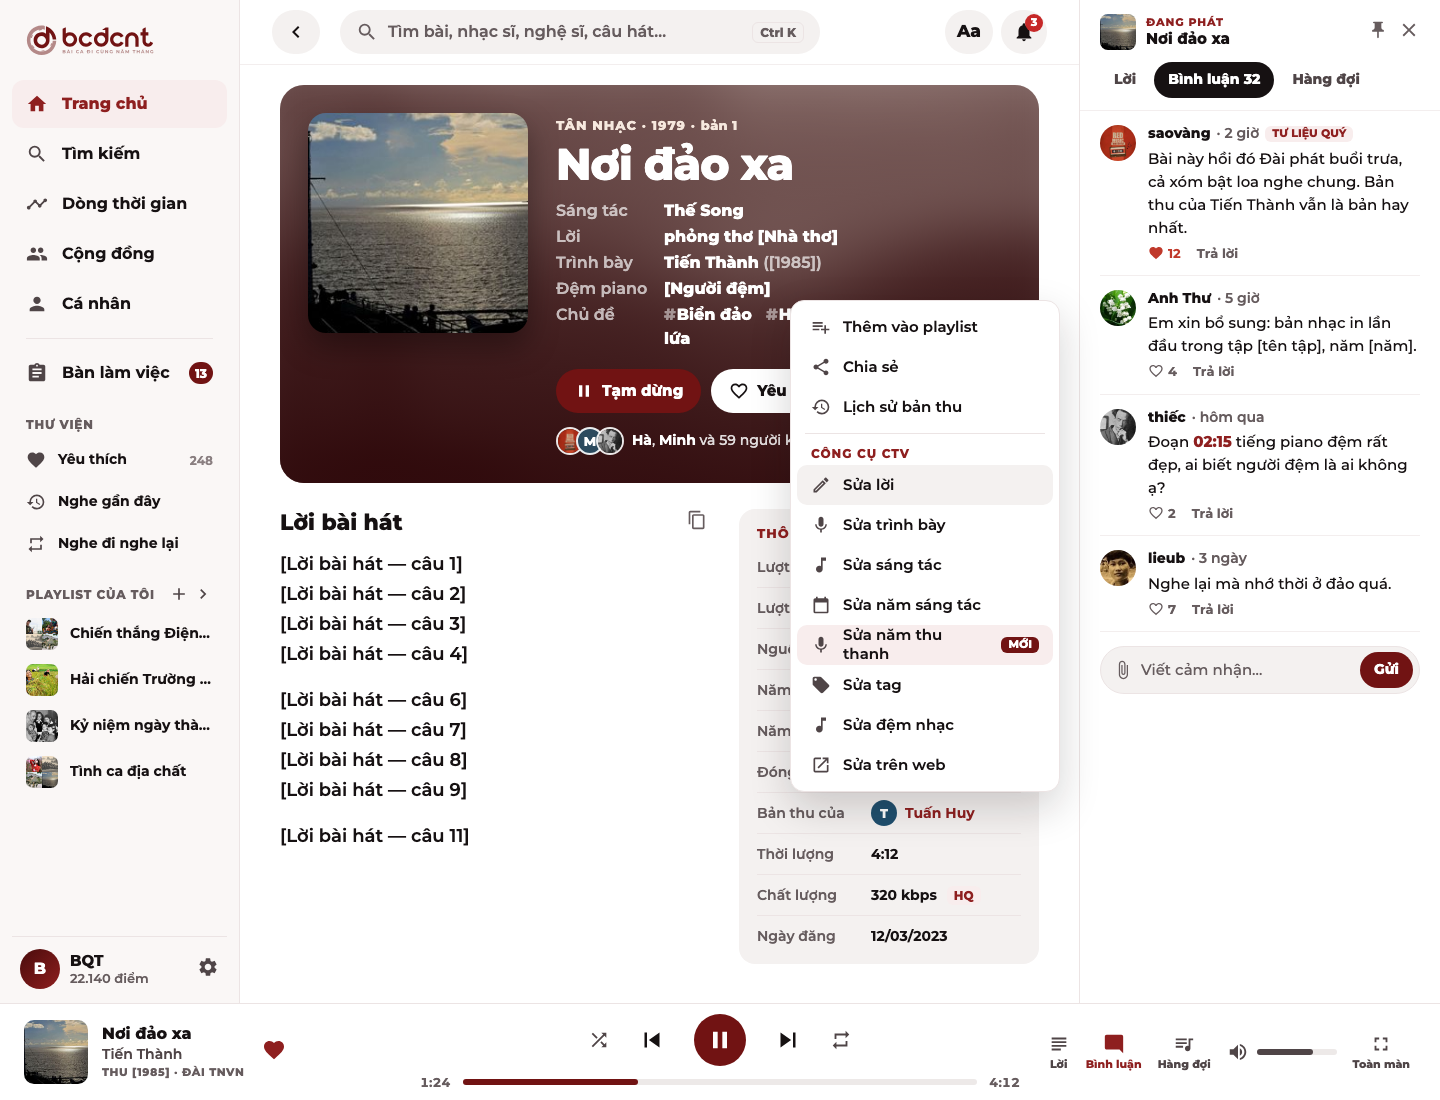 bcdcnt
BÀI CA ĐI CÙNG NĂM THÁNG
Trang chủ
Tìm kiếm
Dòng thời gian
Cộng đồng
Cá nhân
Bàn làm việc 13
THƯ VIỆN
Yêu thích 248
Nghe gần đây
Nghe đi nghe lại
PLAYLIST CỦA TÔI
Chiến thắng Điện...
Hải chiến Trường ...
Kỷ niệm ngày thà...
Tình ca địa chất
B
BQT
22.140 điểm
Tìm bài, nhạc sĩ, nghệ sĩ, câu hát... Ctrl K
Aa
3
TÂN NHẠC · 1979 · bản 1
Nơi đảo xa
Sáng tác Thế Song
Lời phỏng thơ [Nhà thơ]
Trình bày Tiến Thành ([1985])
Đệm piano [Người đệm]
Chủ đề #Biển đảo #H
lứa
Tạm dừng
Yêu
M
Hà, Minh và 59 người k
Lời bài hát
[Lời bài hát — câu 1]
[Lời bài hát — câu 2]
[Lời bài hát — câu 3]
[Lời bài hát — câu 4]
[Lời bài hát — câu 6]
[Lời bài hát — câu 7]
[Lời bài hát — câu 8]
[Lời bài hát — câu 9]
[Lời bài hát — câu 11]
THÔ
Lượt
Lượt
Nguồ
Năm
Năm
Đóng
Bản thu của T Tuấn Huy
Thời lượng 4:12
Chất lượng 320 kbps HQ
Ngày đăng 12/03/2023
Thêm vào playlist
Chia sẻ
Lịch sử bản thu
CÔNG CỤ CTV
Sửa lời
Sửa trình bày
Sửa sáng tác
Sửa năm sáng tác
Sửa năm thu
thanh
MỚI
Sửa tag
Sửa đệm nhạc
Sửa trên web
ĐANG PHÁT
Nơi đảo xa
Lời Bình luận 32 Hàng đợi
saovàng · 2 giờ TƯ LIỆU QUÝ
Bài này hồi đó Đài phát buổi trưa,
cả xóm bật loa nghe chung. Bản
thu của Tiến Thành vẫn là bản hay
nhất.
12 Trả lời
Anh Thư · 5 giờ
Em xin bổ sung: bản nhạc in lần
đầu trong tập [tên tập], năm [năm].
4 Trả lời
thiếc · hôm qua
Đoạn 02:15 tiếng piano đệm rất
đẹp, ai biết người đệm là ai không
ạ?
2 Trả lời
lieub · 3 ngày
Nghe lại mà nhớ thời ở đảo quá.
7 Trả lời
Viết cảm nhận... Gửi
Nơi đảo xa
Tiến Thành
THU [1985] · ĐÀI TNVN
1:24
4:12
Lời
Bình luận
Hàng đợi
Toàn màn